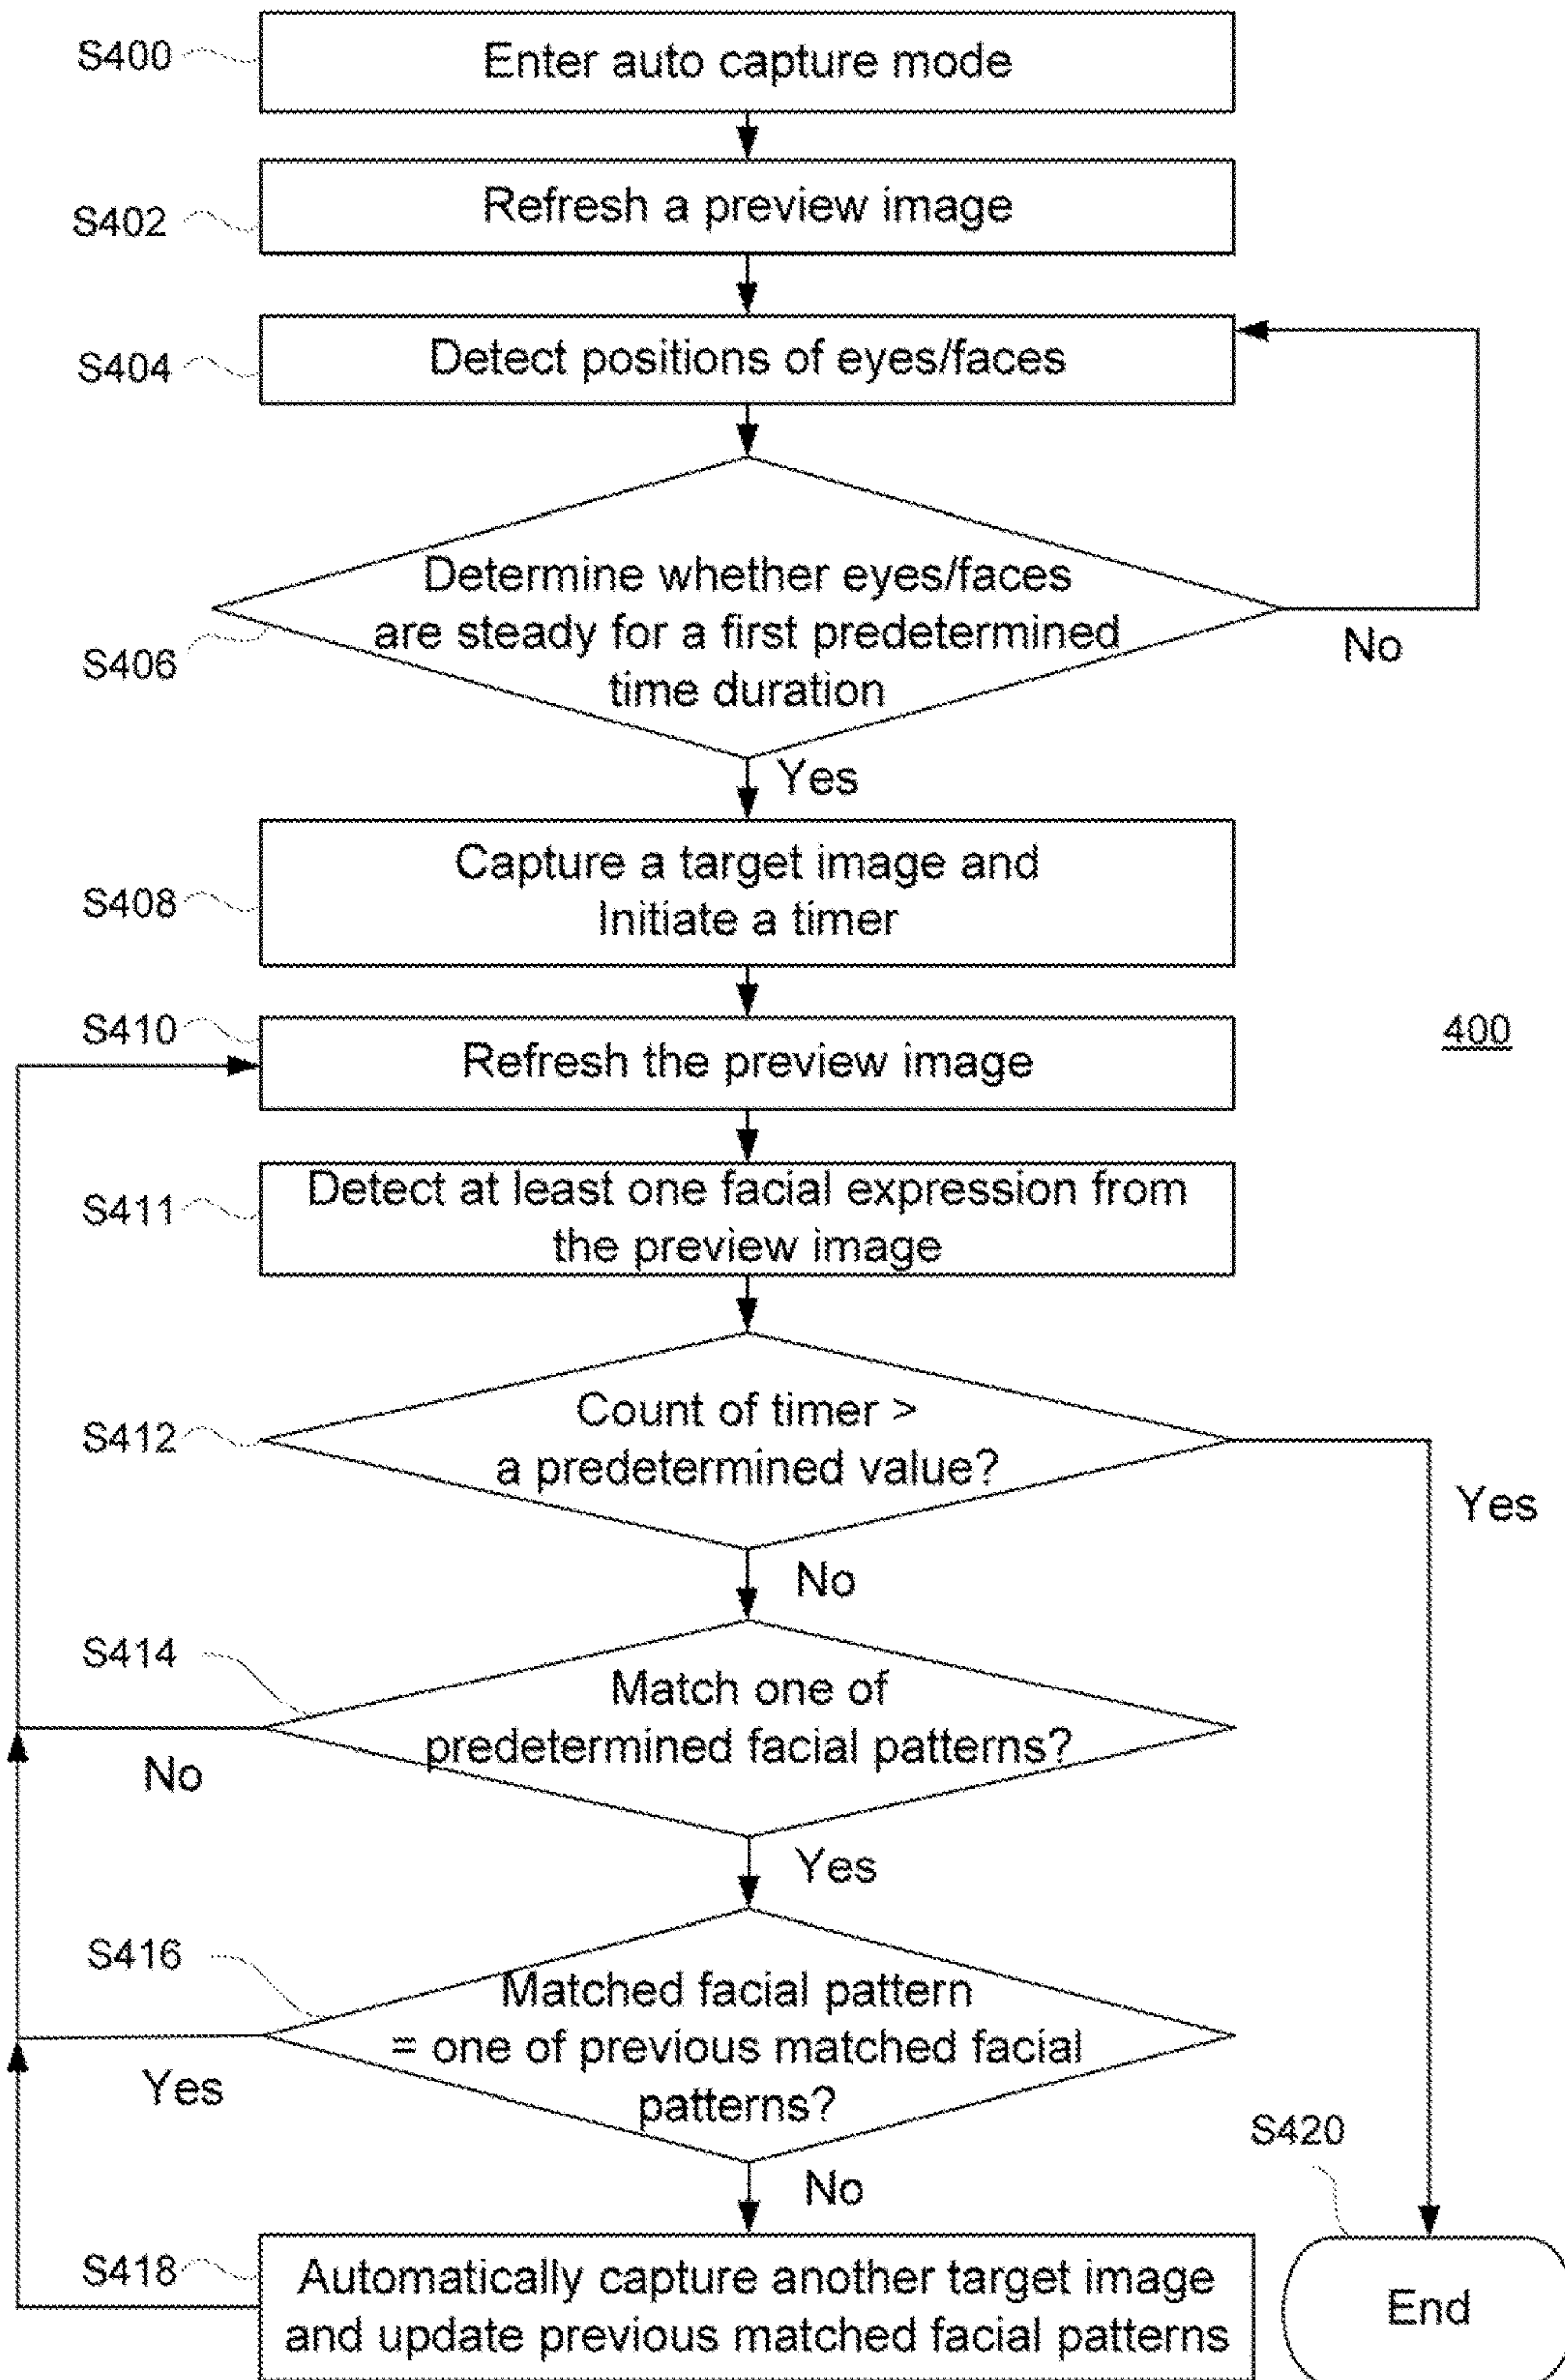 S400
Enter auto capture mode
S402
Refresh a preview image
S404
Detect positions of eyes/faces
S406
Determine whether eyes/faces
are steady for a first predetermined
time duration
No
Yes
S408
Capture a target image and
Initiate a timer
S410
Refresh the preview image
400
S411
Detect at least one facial expression from
the preview image
S412
Count of timer >
a predetermined value?
Yes
No
S414
Match one of
predetermined facial patterns?
No
Yes
S416
Matched facial pattern
= one of previous matched facial
patterns?
Yes
No
S418
Automatically capture another target image
and update previous matched facial patterns
S420
End